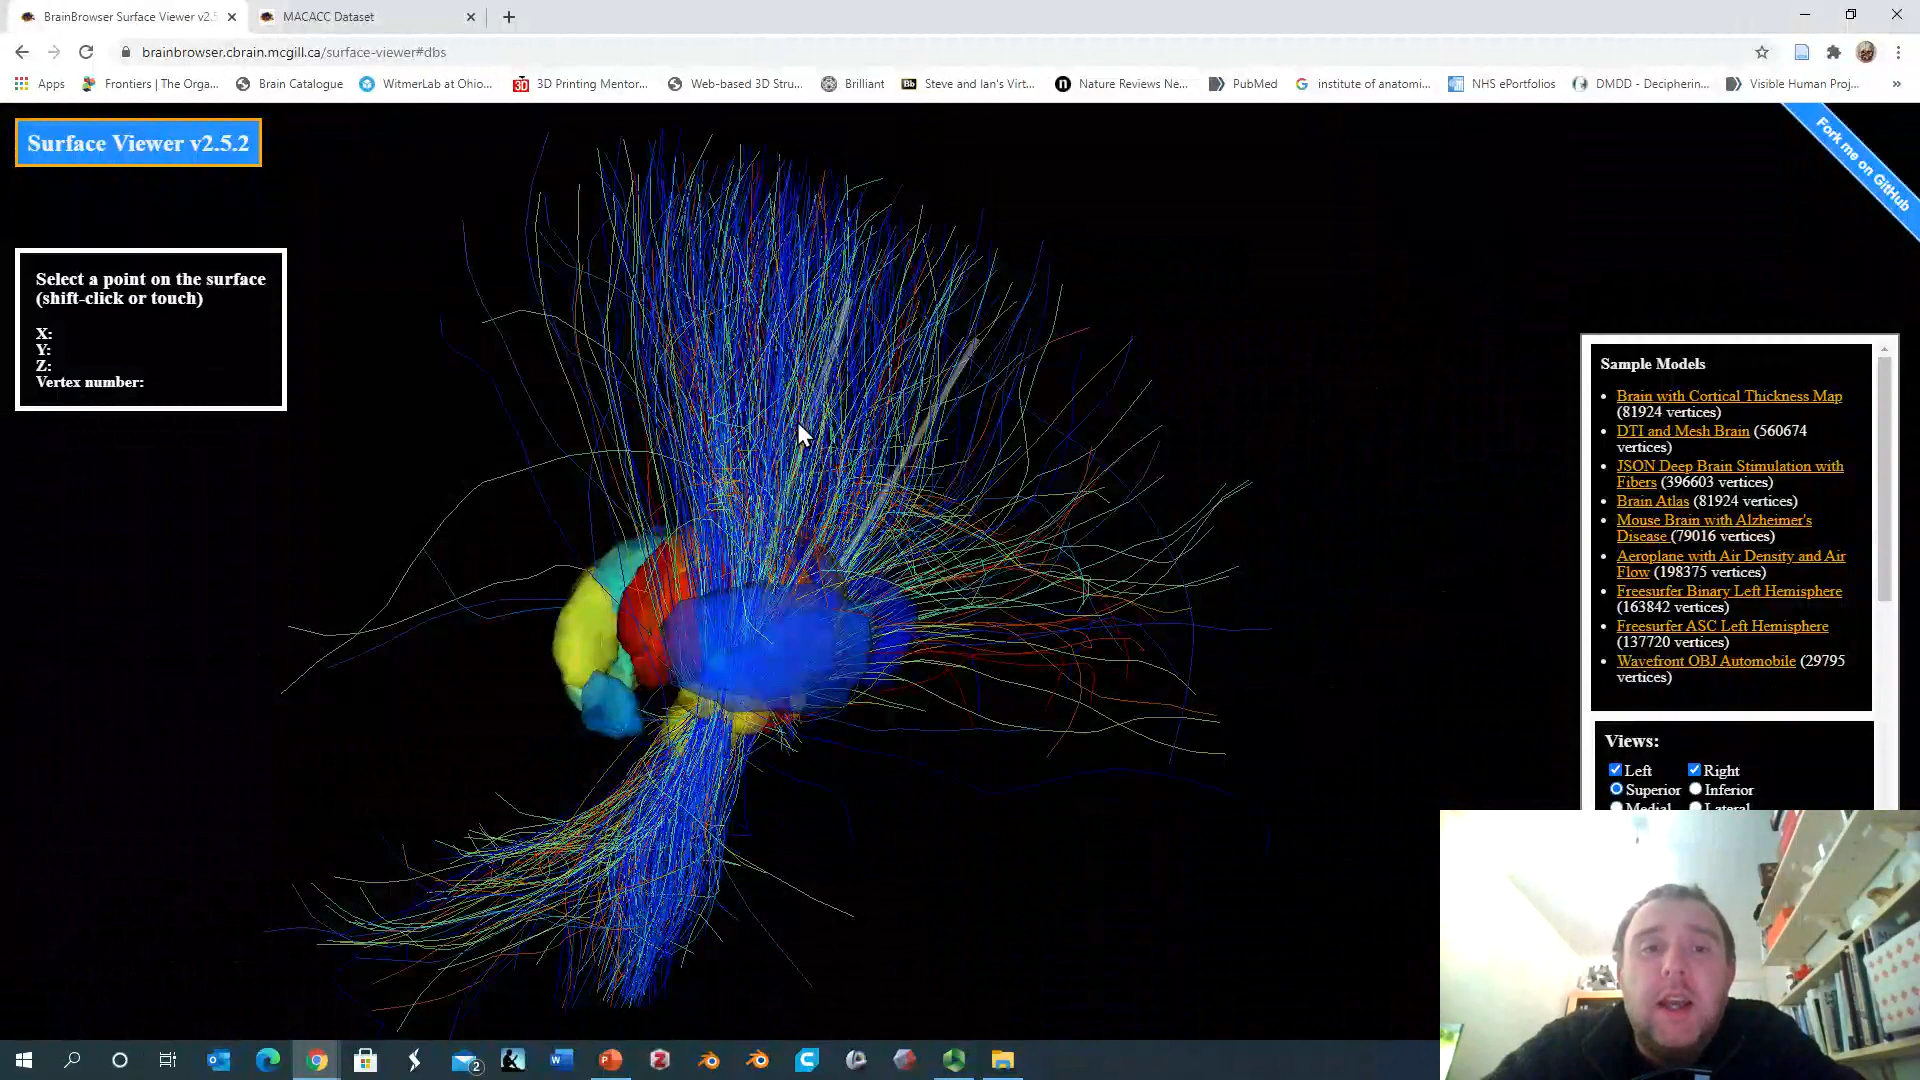 BrainBrowser Surface Viewer v2.5
MACACC Dataset
brainbrowser.cbrain.mcgill.ca/surface-viewer#dbs
Apps
Frontiers | The Orga...
Brain Catalogue
WitmerLab at Ohio...
3D Printing Mentor...
Web-based 3D Stru...
Brilliant
Steve and Ian's Virt...
Nature Reviews Ne...
PubMed
institute of anatomi...
NHS ePortfolios
DMDD - Decipherin...
Visible Human Proj...
Surface Viewer v2.5.2
Fork me on GitHub
Select a point on the surface
(shift-click or touch)
X:
Y:
Z:
Vertex number:
Sample Models
Brain with Cortical Thickness Map
(81924 vertices)
DTI and Mesh Brain (560674
vertices)
JSON Deep Brain Stimulation with
Fibers (396603 vertices)
Brain Atlas (81924 vertices)
Mouse Brain with Alzheimer's
Disease (79016 vertices)
Aeroplane with Air Density and Air
Flow (198375 vertices)
Freesurfer Binary Left Hemisphere
(163842 vertices)
Freesurfer ASC Left Hemisphere
(137720 vertices)
Wavefront OBJ Automobile (29795
vertices)
Views:
Left Right
Superior Inferior
Medial Lateral
2